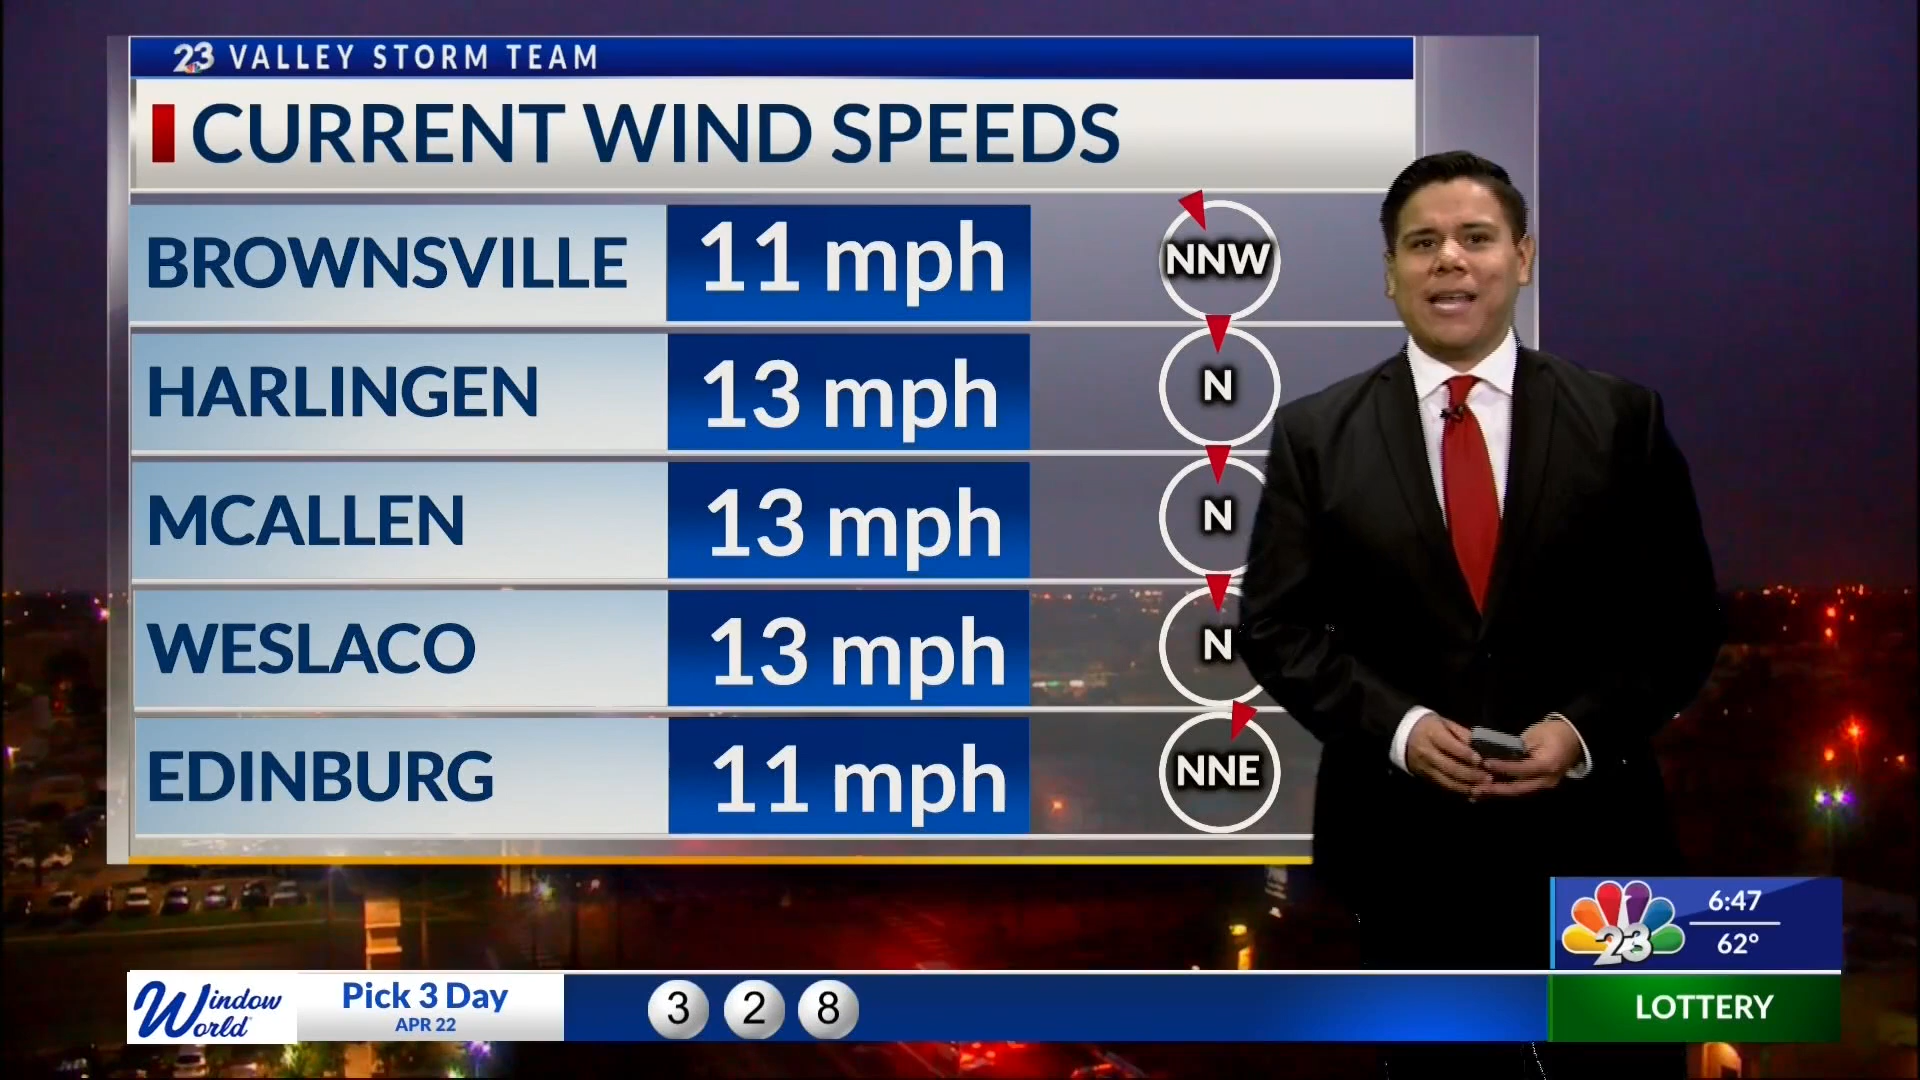 23 VALLEY STORM TEAM
CURRENT WIND SPEEDS
BROWNSVILLE 11 mph NNW
HARLINGEN 13 mph N
MCALLEN 13 mph N
WESLACO 13 mph N
EDINBURG 11 mph NNE
23 6:47
62°
Window World
Pick 3 Day
APR 22
3 2 8
LOTTERY